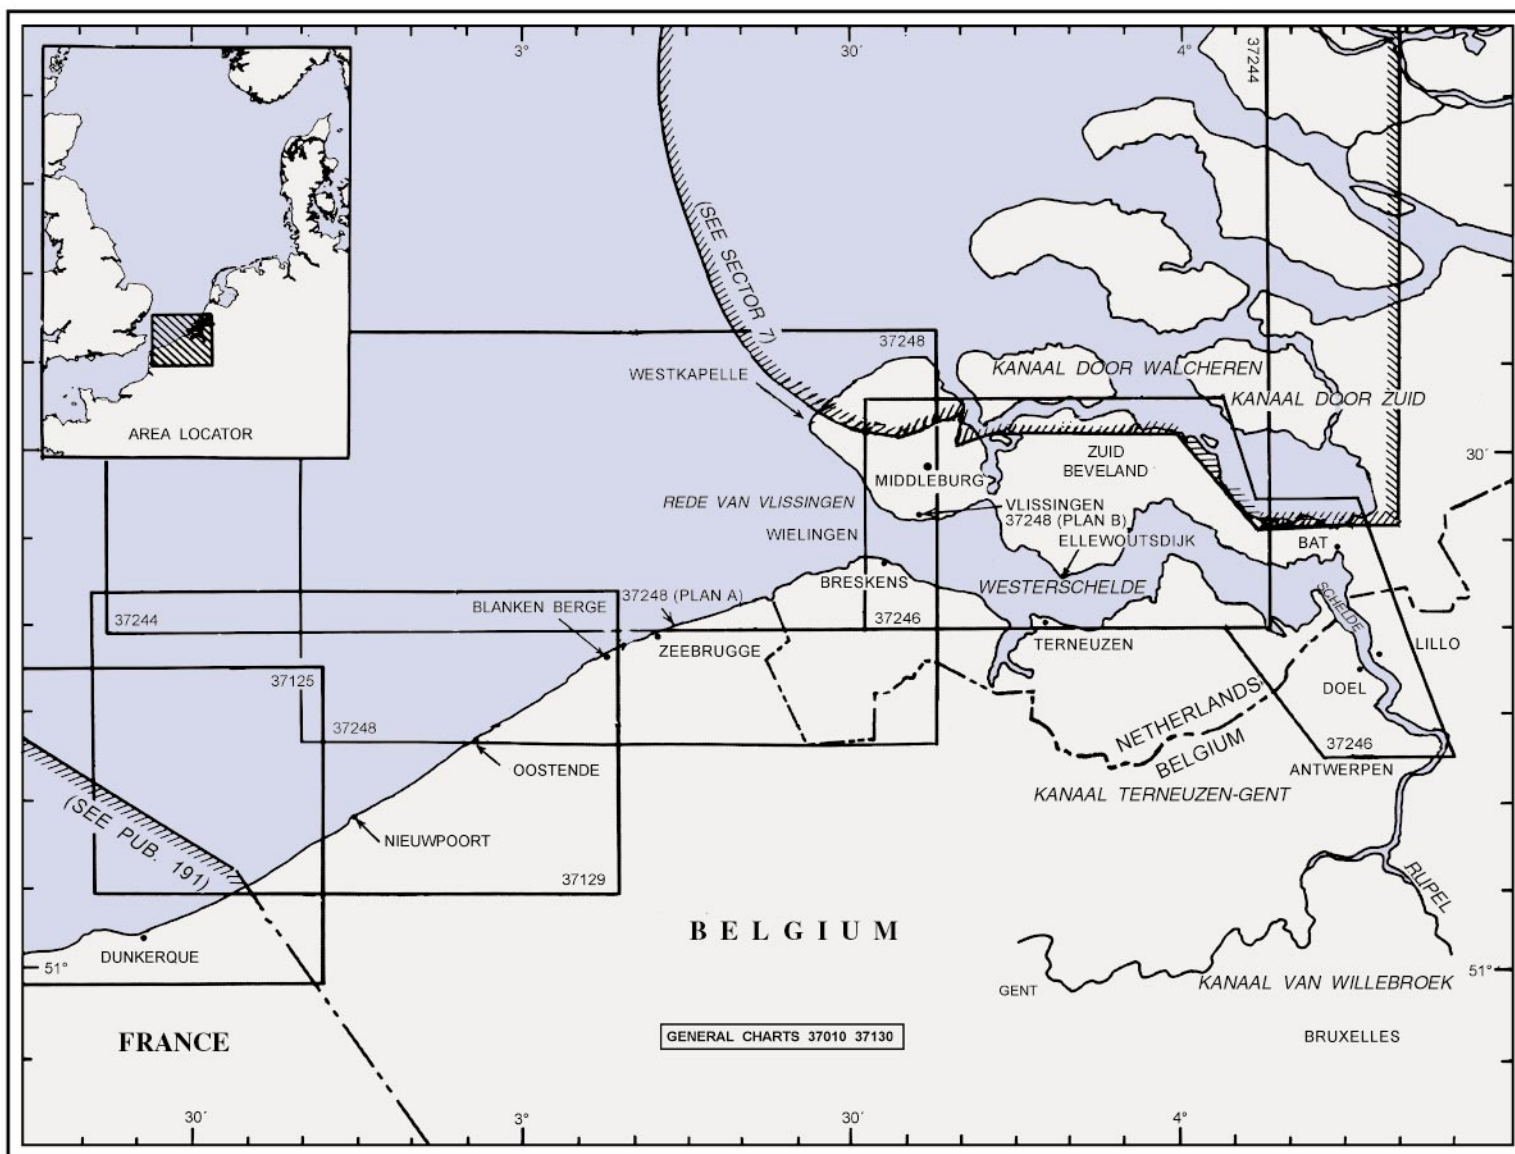 3°
30´
4°
37244
(SEE SECTOR 7)
AREA LOCATOR
37248
WESTKAPELLE
KANAAL DOOR WALCHEREN
KANAAL DOOR ZUID
ZUID
BEVELAND
30´
MIDDLEBURG
REDE VAN VLISSINGEN
VLISSINGEN
37248 (PLAN B)
WIELINGEN
ELLEWOUTSDIJK
BAT
BRESKENS
WESTERSCHELDE
SCHELDE
BLANKEN BERGE
37248 (PLAN A)
37244
37246
ZEEBRUGGE
TERNEUZEN
LILLO
37125
DOEL
NETHERLANDS
BELGIUM
37248
37246
OOSTENDE
ANTWERPEN
KANAAL TERNEUZEN-GENT
(SEE PUB. 191)
NIEUWPOORT
37129
RUPEL
BELGIUM
DUNKERQUE
51°
51°
GENT
KANAAL VAN WILLEBROEK
FRANCE
GENERAL CHARTS 37010 37130
BRUXELLES
30´
3°
30´
4°